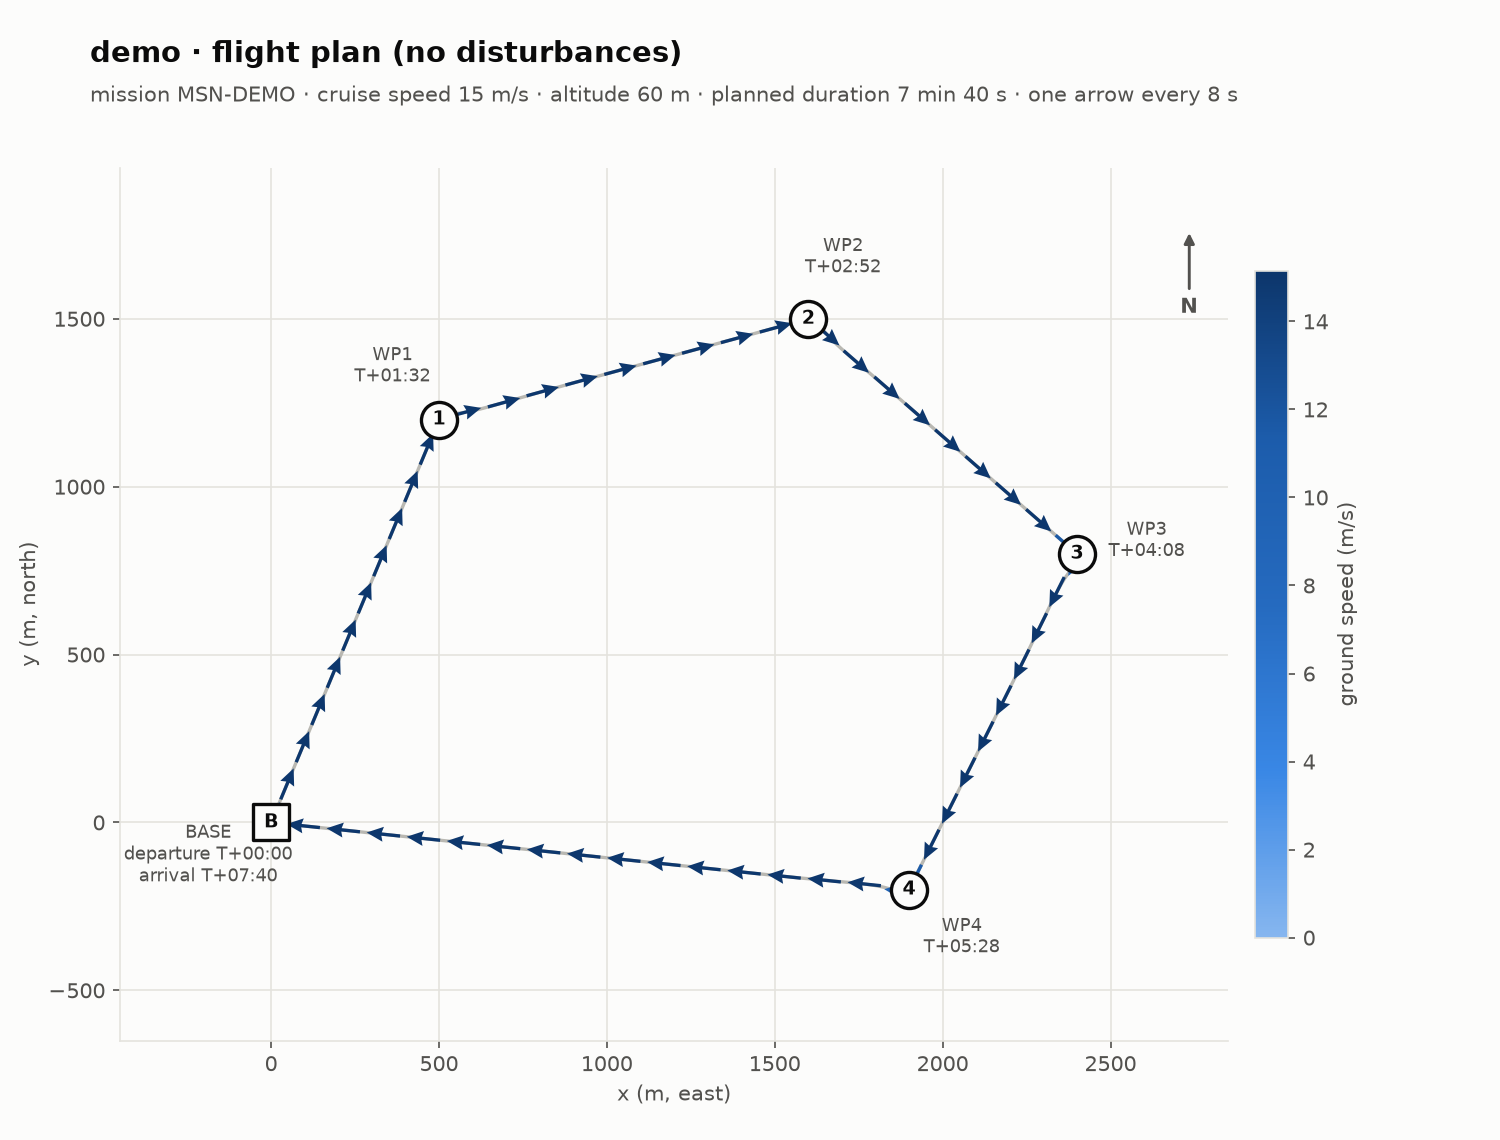 demo · flight plan (no disturbances)
mission MSN-DEMO · cruise speed 15 m/s · altitude 60 m · planned duration 7 min 40 s · one arrow every 8 s
WP2
T+02:52
N
WP1
T+01:32
2
1
WP3
T+04:08
3
B
BASE
departure T+00:00
arrival T+07:40
4
WP4
T+05:28
1500
1000
500
0
−500
y (m, north)
0
500
1000
1500
2000
2500
x (m, east)
14
12
10
8
6
4
2
0
ground speed (m/s)